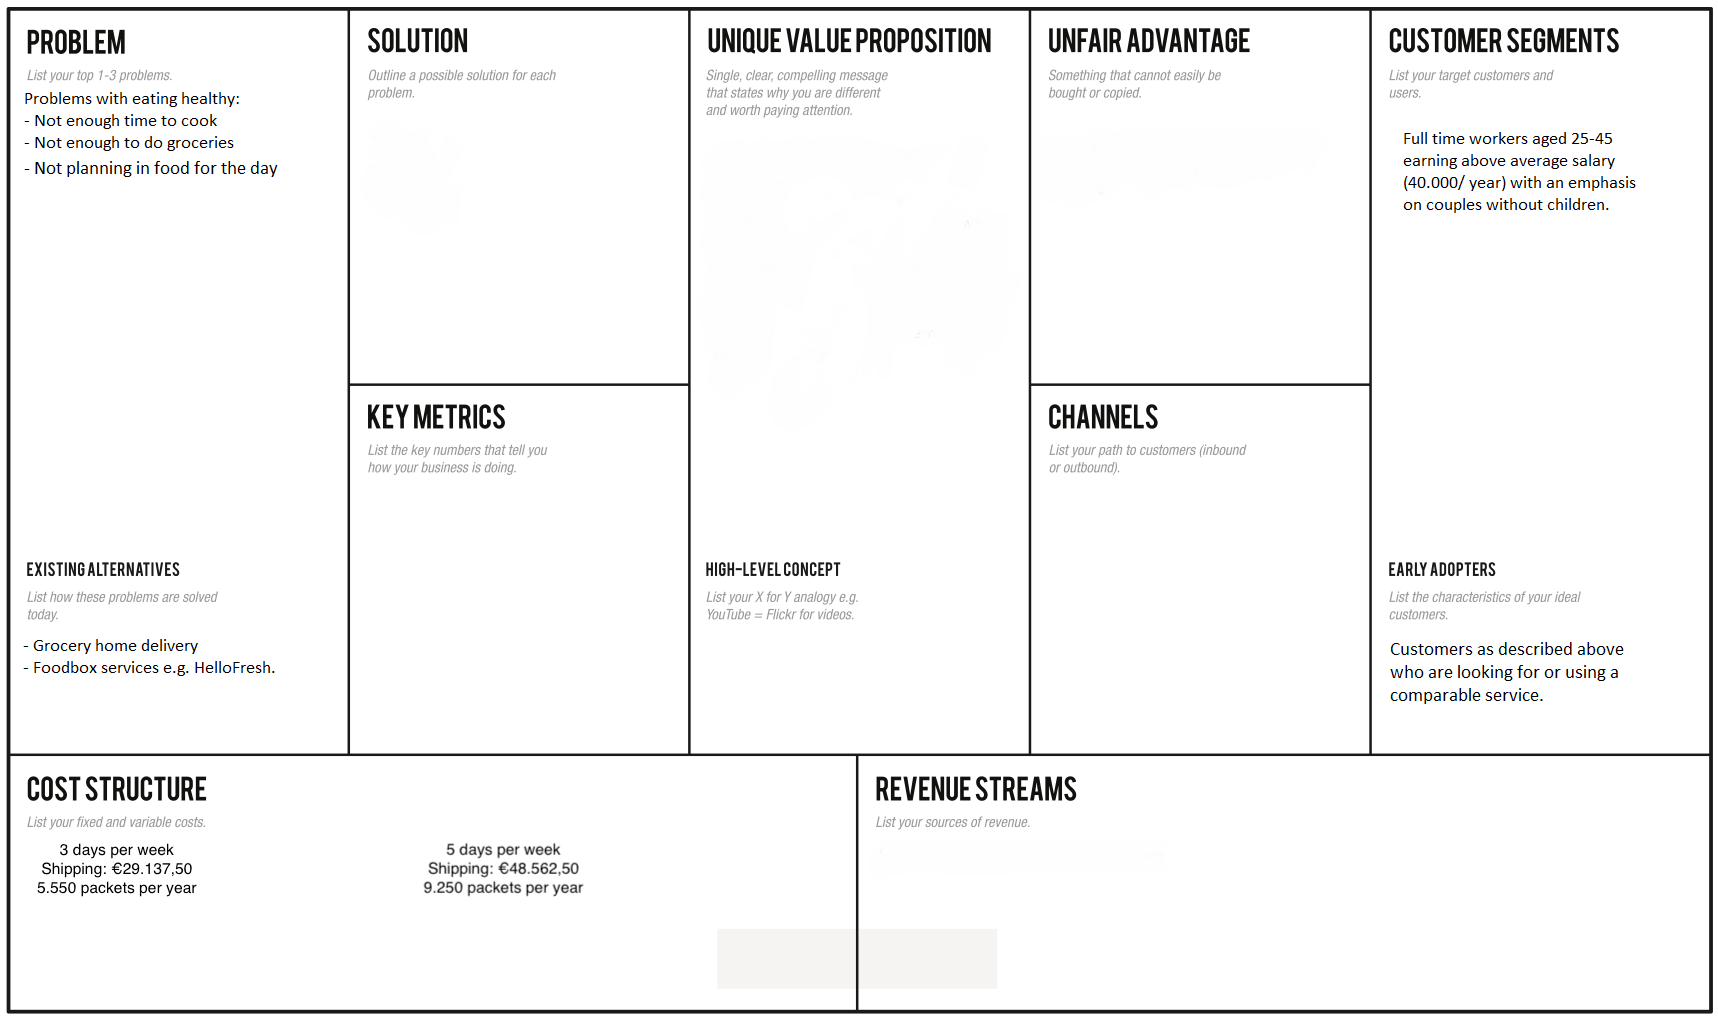 PROBLEM
List your top 1-3 problems.
Problems with eating healthy:
- Not enough time to cook
- Not enough to do groceries
- Not planning in food for the day
EXISTING ALTERNATIVES
List how these problems are solved
today.
- Grocery home delivery
- Foodbox services e.g. HelloFresh.
SOLUTION
Outline a possible solution for each
problem.
KEY METRICS
List the key numbers that tell you
how your business is doing.
UNIQUE VALUE PROPOSITION
Single, clear, compelling message
that states why you are different
and worth paying attention.
HIGH-LEVEL CONCEPT
List your X for Y analogy e.g.
YouTube = Flickr for videos.
UNFAIR ADVANTAGE
Something that cannot easily be
bought or copied.
CHANNELS
List your path to customers (inbound
or outbound).
CUSTOMER SEGMENTS
List your target customers and
users.
Full time workers aged 25-45
earning above average salary
(40.000/ year) with an emphasis
on couples without children.
EARLY ADOPTERS
List the characteristics of your ideal
customers.
Customers as described above
who are looking for or using a
comparable service.
COST STRUCTURE
List your fixed and variable costs.
3 days per week
Shipping: €29.137,50
5.550 packets per year
5 days per week
Shipping: €48.562,50
9.250 packets per year
REVENUE STREAMS
List your sources of revenue.